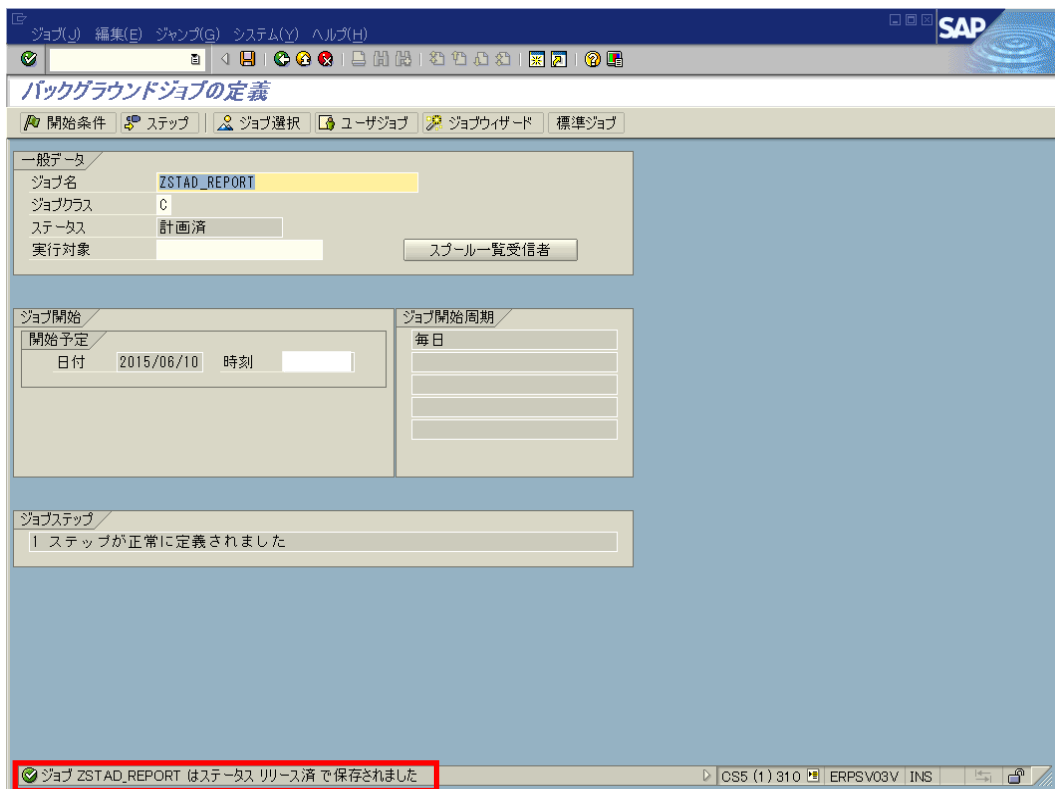 ジョブ(J) 編集(E) ジャンプ(G) システム(Y) ヘルプ(H)
SAP
バックグラウンドジョブの定義
開始条件 ステップ ジョブ選択 ユーザジョブ ジョブウィザード 標準ジョブ
一般データ
ジョブ名 ZSTAD_REPORT
ジョブクラス C
ステータス 計画済
実行対象 スプール一覧受信者
ジョブ開始 ジョブ開始周期
開始予定 毎日
日付 2015/06/10 時刻
ジョブステップ
1 ステップが正常に定義されました
ジョブ ZSTAD_REPORT はステータス リリース済 で保存されました CS5 (1) 310 ERPSV03V INS